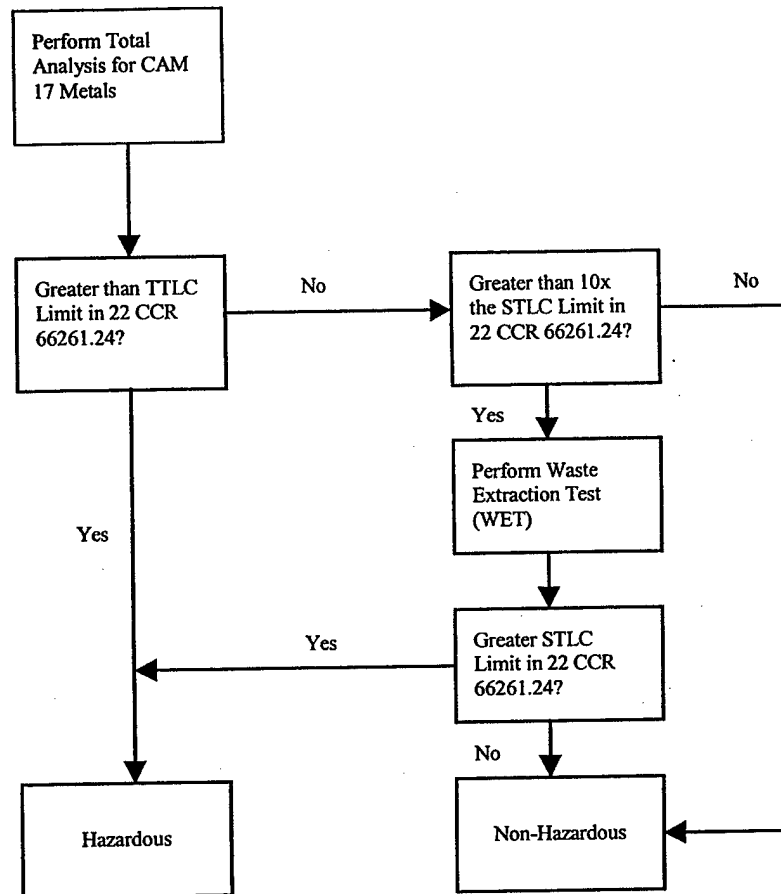 Perform Total
Analysis for CAM
17 Metals
Greater than TTLC
Limit in 22 CCR
66261.24?
No
Greater than 10x
the STLC Limit in
22 CCR 66261.24?
No
Yes
Perform Waste
Extraction Test
(WET)
Yes
Yes
Greater STLC
Limit in 22 CCR
66261.24?
No
Hazardous
Non-Hazardous